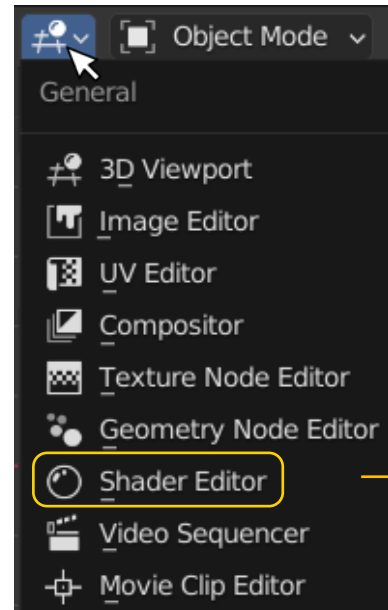 Object Mode
General
3D Viewport
Image Editor
UV Editor
Compositor
Texture Node Editor
Geometry Node Editor
Shader Editor
Video Sequencer
Movie Clip Editor